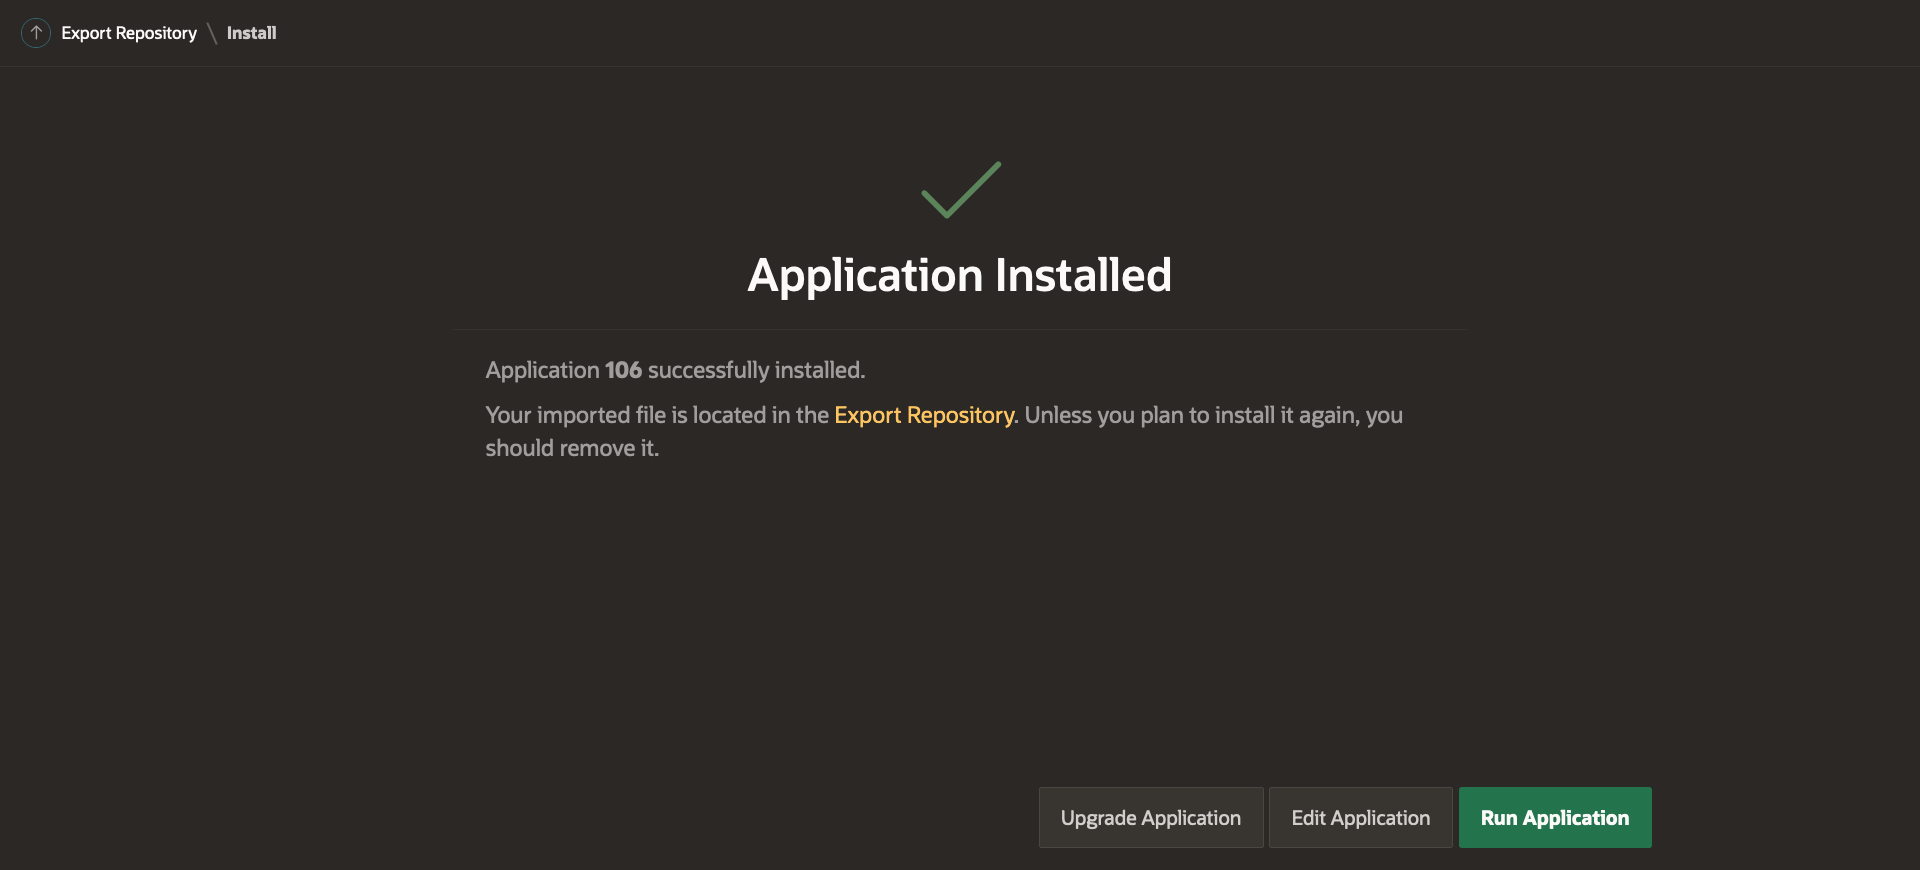 Export Repository \ Install
Application Installed
Application 106 successfully installed.
Your imported file is located in the Export Repository. Unless you plan to install it again, you
should remove it.
Upgrade Application
Edit Application
Run Application